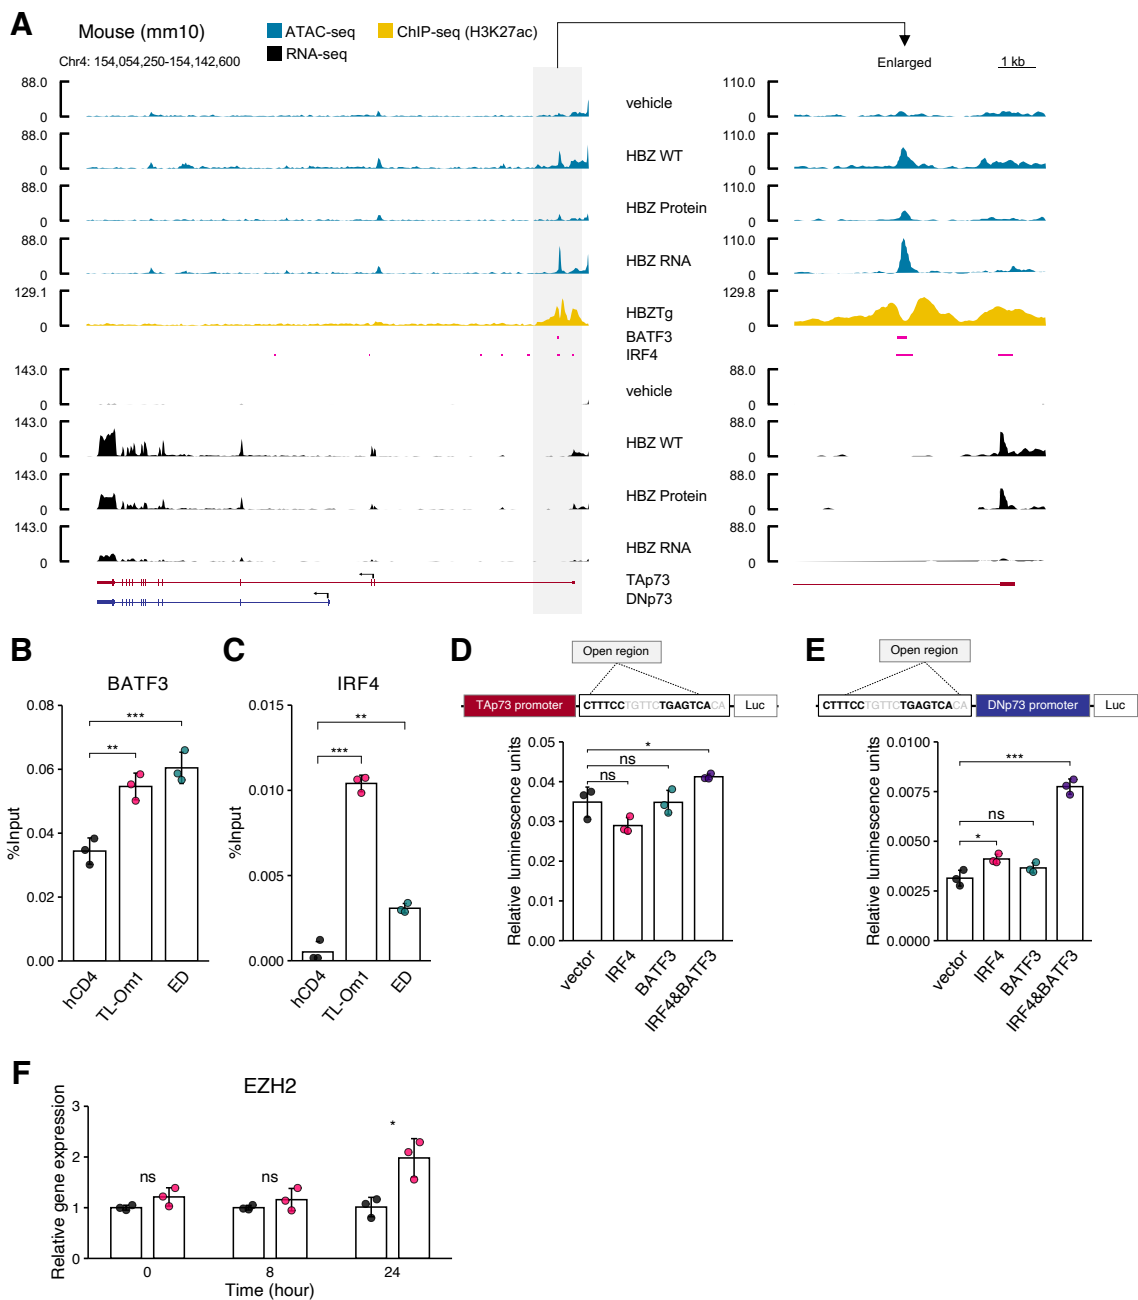 A
Mouse (mm10)
Chr4: 154,054,250-154,142,600
ATAC-seq
ChIP-seq (H3K27ac)
RNA-seq
Enlarged
1 kb
88.0
0
vehicle
110.0
0
88.0
0
HBZ WT
110.0
0
88.0
0
HBZ Protein
110.0
0
88.0
0
HBZ RNA
110.0
0
129.1
0
HBZTg
129.8
0
BATF3
IRF4
143.0
0
vehicle
88.0
0
143.0
0
HBZ WT
88.0
0
143.0
0
HBZ Protein
88.0
0
143.0
0
HBZ RNA
88.0
0
TAp73
DNp73
B
BATF3
%Input
0.08
0.06
0.04
0.02
0.00
***
**
hCD4
TL-Om1
ED
C
IRF4
%Input
0.015
0.010
0.005
0.000
**
***
hCD4
TL-Om1
ED
D
Open region
TAp73 promoter
CTTTCCTGTTCTGAGTCACA
Luc
Relative luminescence units
0.05
0.04
0.03
0.02
0.01
0.00
*
ns
ns
vector
IRF4
BATF3
IRF4&BATF3
E
Open region
CTTTCCTGTTCTGAGTCACA
DNp73 promoter
Luc
Relative luminescence units
0.0100
0.0075
0.0050
0.0025
0.0000
***
ns
*
vector
IRF4
BATF3
IRF4&BATF3
F
EZH2
Relative gene expression
3
2
1
0
ns
ns
*
0
8
24
Time (hour)